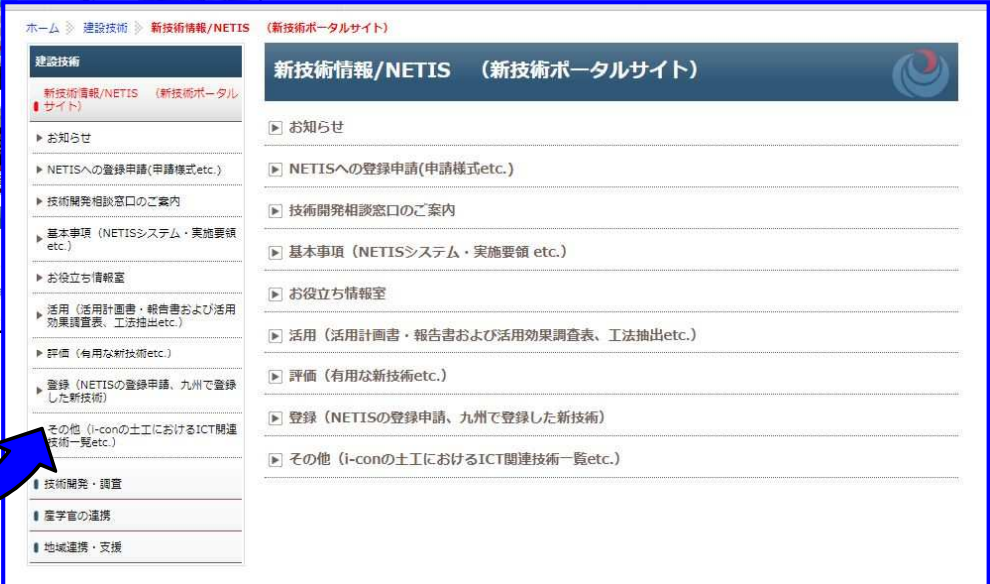 ホーム 建設技術 新技術情報/NETIS （新技術ポータルサイト）
建設技術
新技術情報/NETIS （新技術ポータル
サイト）
お知らせ
NETISへの登録申請(申請様式etc.)
技術開発相談窓口のご案内
基本事項（NETISシステム・実施要領
etc.）
お役立ち情報室
活用（活用計画書・報告書および活用
効果調査表、工法抽出etc.）
評価（有用な新技術etc.）
登録（NETISの登録申請、九州で登録
した新技術）
その他（i-conの土工におけるICT関連
技術一覧etc.）
技術開発・調査
産学官の連携
地域連携・支援
新技術情報/NETIS （新技術ポータルサイト）
お知らせ
NETISへの登録申請(申請様式etc.)
技術開発相談窓口のご案内
基本事項（NETISシステム・実施要領 etc.）
お役立ち情報室
活用（活用計画書・報告書および活用効果調査表、工法抽出etc.）
評価（有用な新技術etc.）
登録（NETISの登録申請、九州で登録した新技術）
その他（i-conの土工におけるICT関連技術一覧etc.）